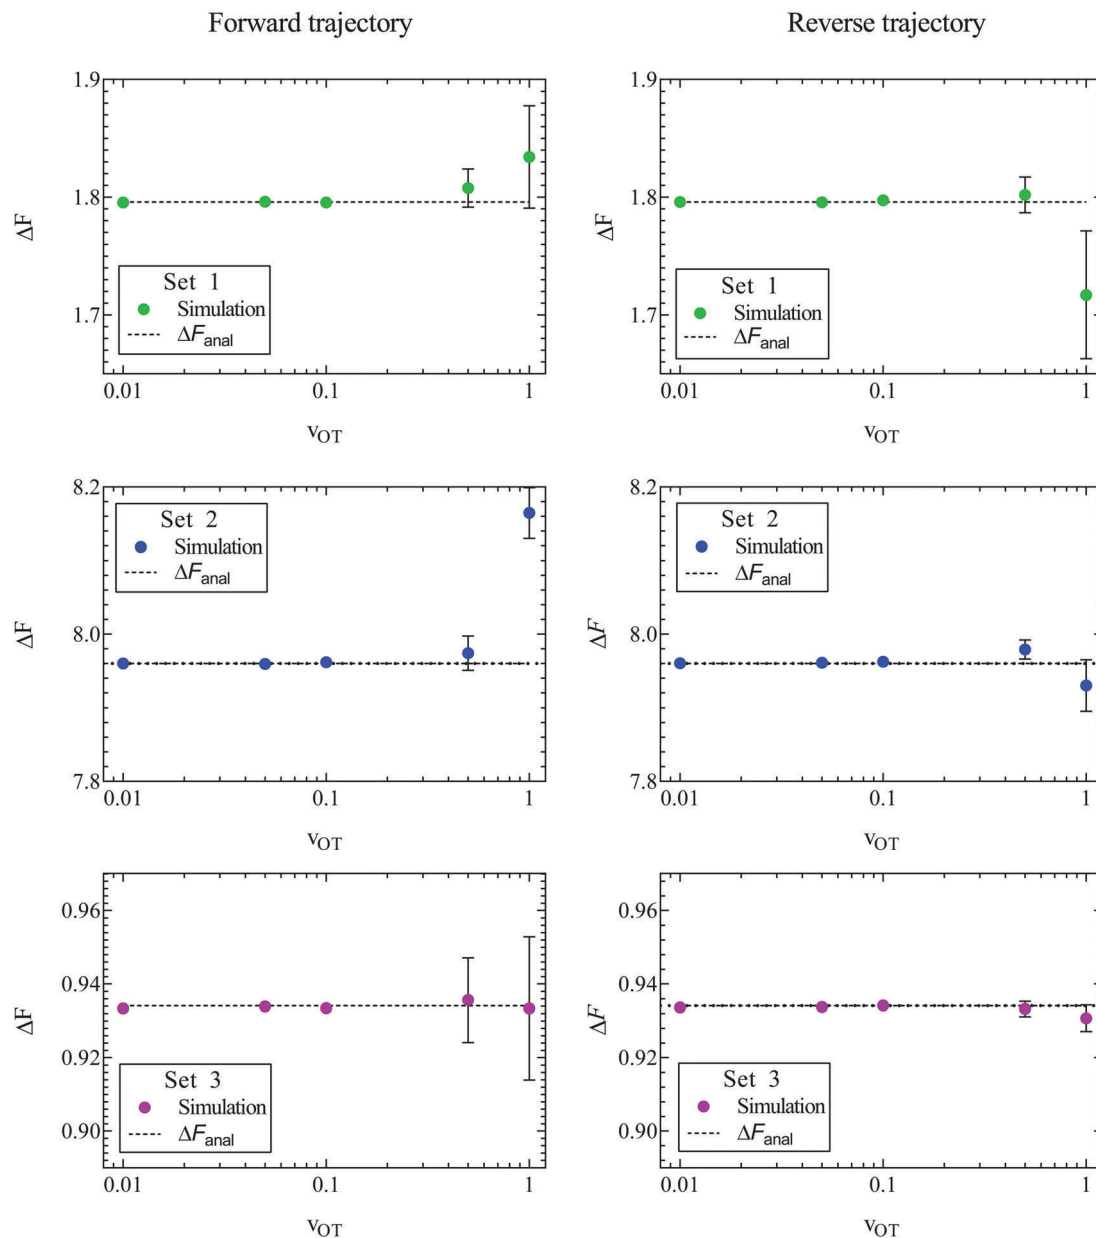 Forward trajectory
Reverse trajectory
1.9
1.8
1.7
ΔF
Set 1
Simulation
ΔF_anal
0.01
0.1
1
v_OT
1.9
1.8
1.7
ΔF
Set 1
Simulation
ΔF_anal
0.01
0.1
1
v_OT
8.2
8.0
7.8
ΔF
Set 2
Simulation
ΔF_anal
0.01
0.1
1
v_OT
8.2
8.0
7.8
ΔF
Set 2
Simulation
ΔF_anal
0.01
0.1
1
v_OT
0.96
0.94
0.92
0.90
ΔF
Set 3
Simulation
ΔF_anal
0.01
0.1
1
v_OT
0.96
0.94
0.92
0.90
ΔF
Set 3
Simulation
ΔF_anal
0.01
0.1
1
v_OT